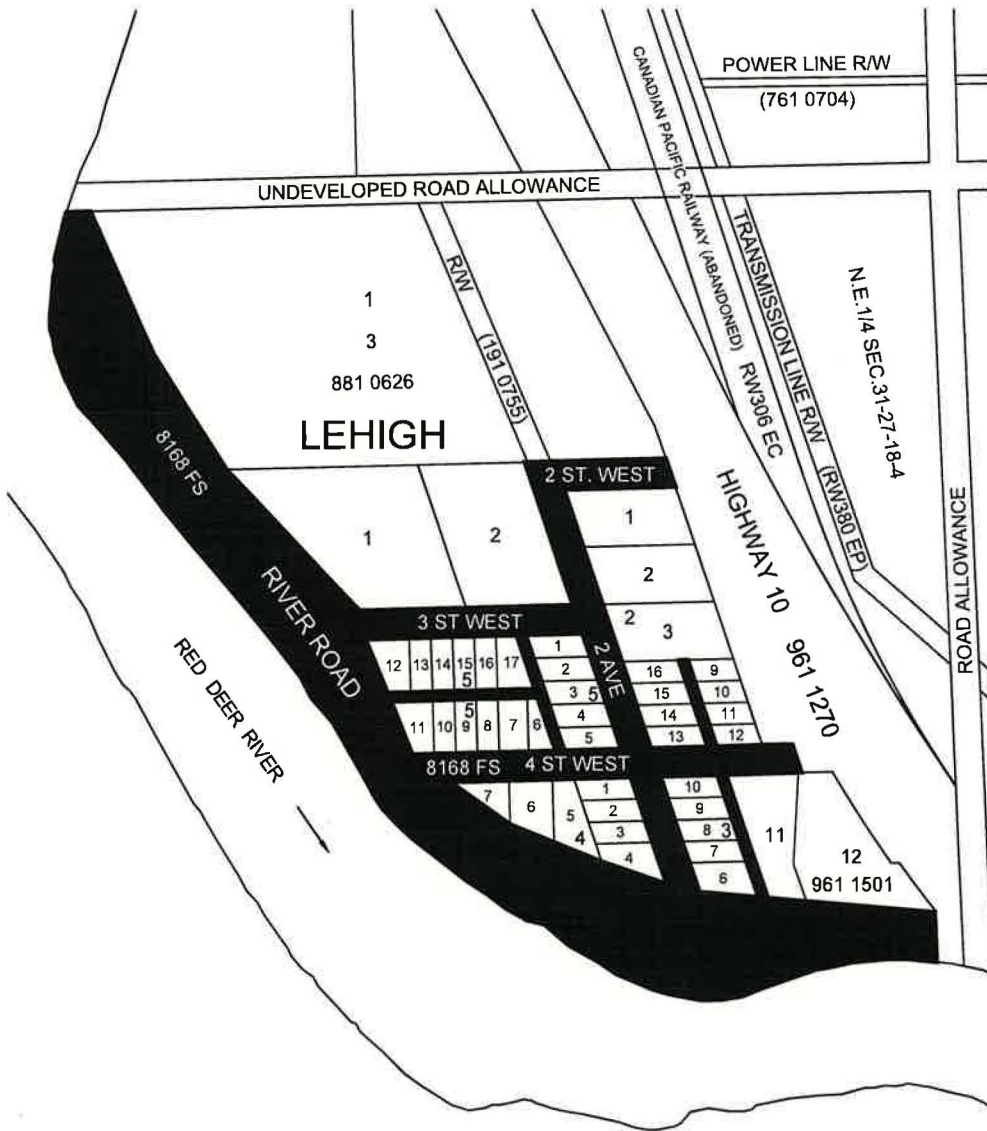 POWER LINE R/W
(761 0704)
CANADIAN PACIFIC RAILWAY (ABANDONED) RW306 EC
UNDEVELOPED ROAD ALLOWANCE
TRANSMISSION LINE R/W (RW380 EP)
N.E.1/4 SEC.31-27-18-4
R/W (191 0755)
1
3
881 0626
LEHIGH
8168 FS
2 ST. WEST
1
2
1
2
2
3
HIGHWAY 10 961 1270
ROAD ALLOWANCE
RIVER ROAD
3 ST WEST
2 AVE
12 13 14 15 16 17
5
1
2
3 5
4
5
16
15
14
13
9
10
11
12
5
11 10 9 8 7 6
RED DEER RIVER
8168 FS 4 ST WEST
7
6
5
4
1
2
3
4
10
9
8 3
7
6
11
12
961 1501